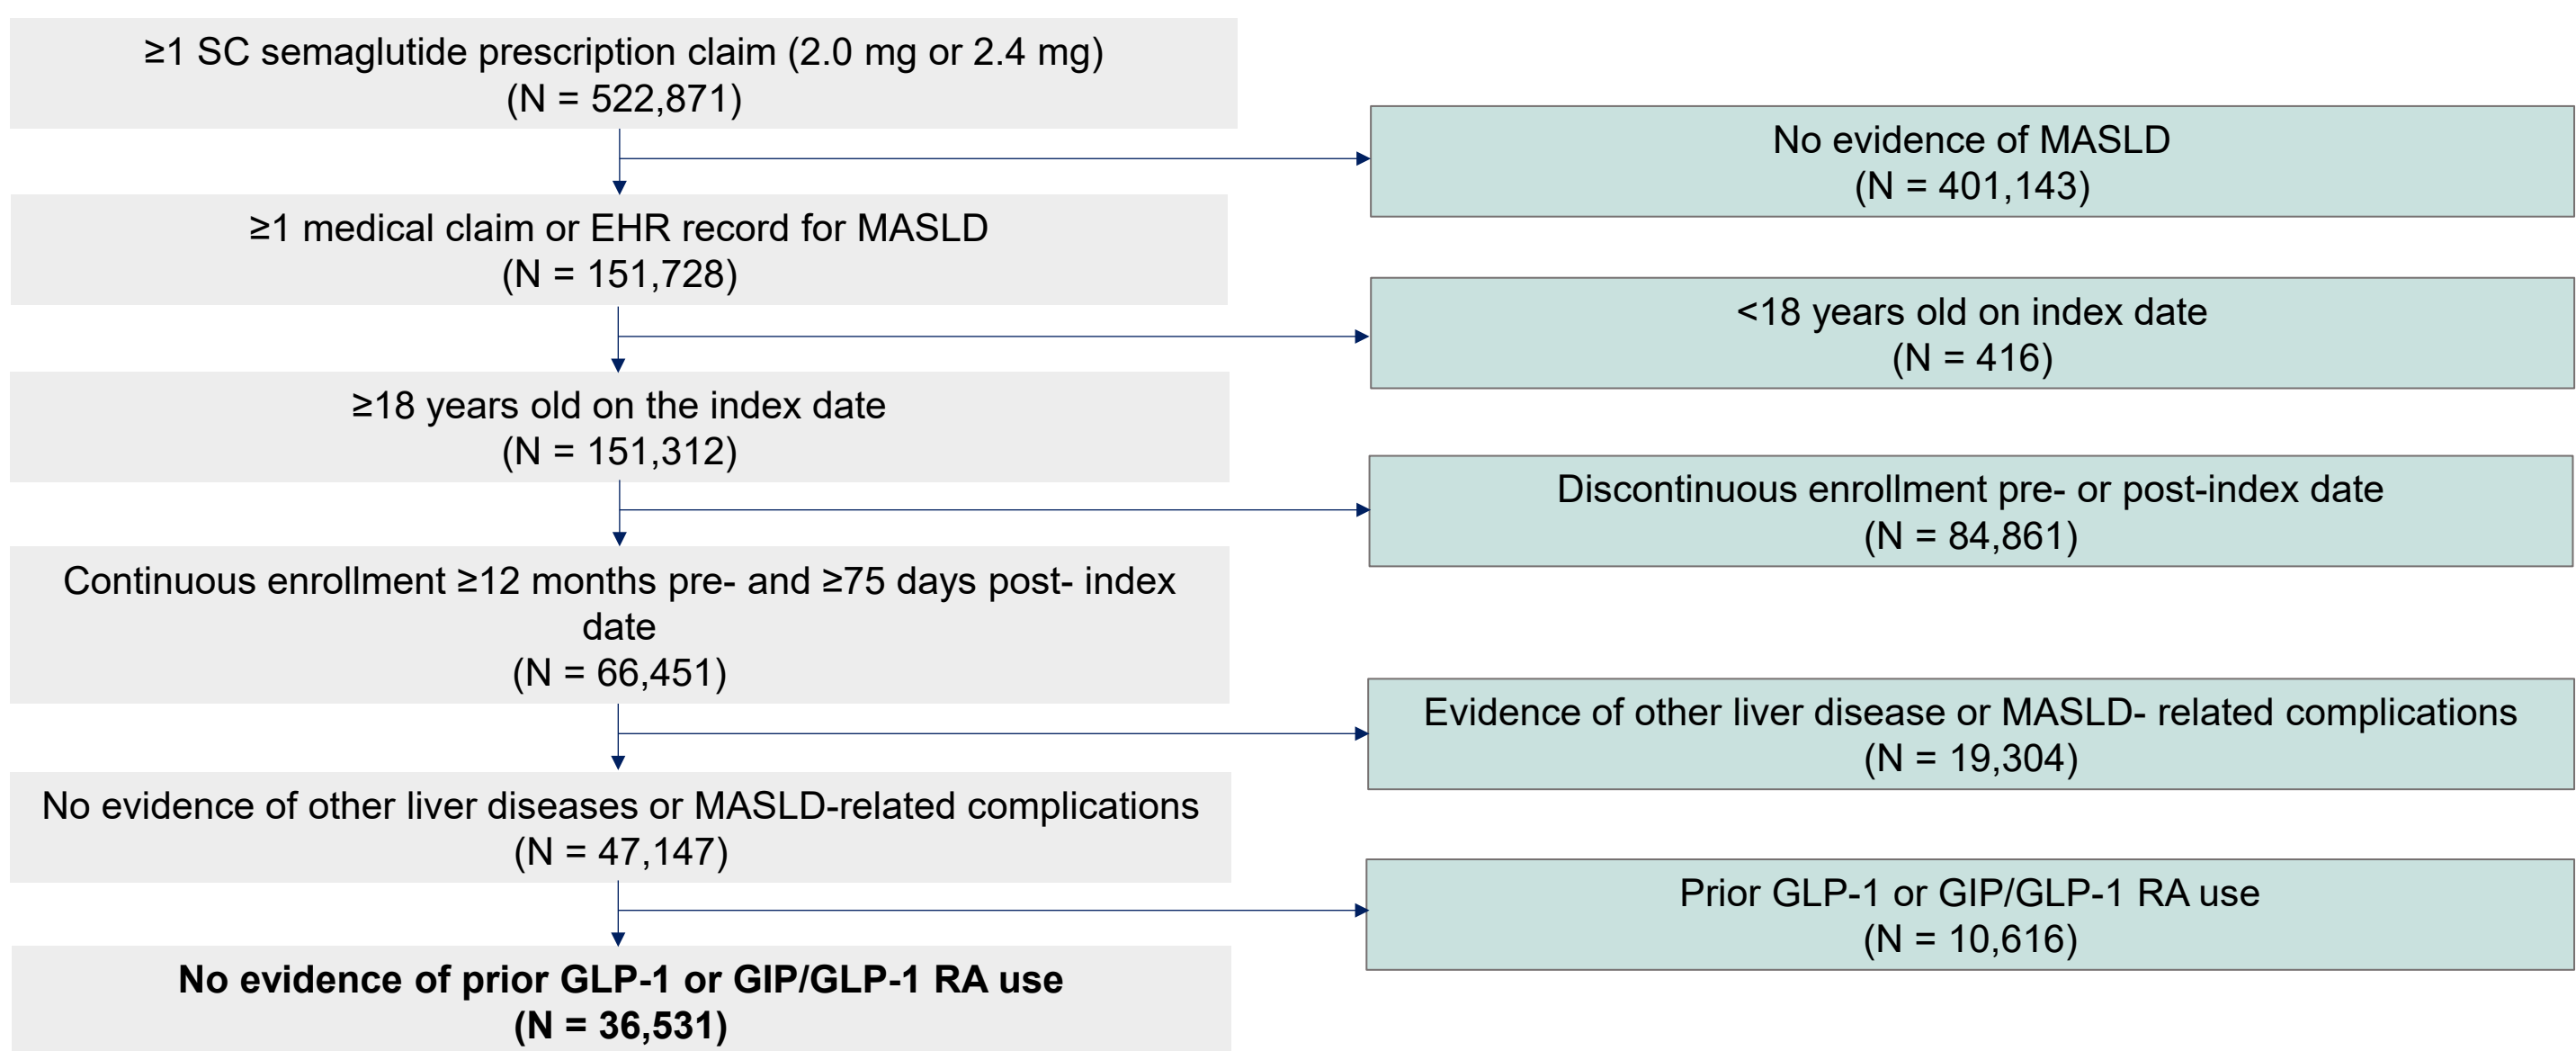 ≥1 SC semaglutide prescription claim (2.0 mg or 2.4 mg)
(N = 522,871)
No evidence of MASLD
(N = 401,143)
≥1 medical claim or EHR record for MASLD
(N = 151,728)
<18 years old on index date
(N = 416)
≥18 years old on the index date
(N = 151,312)
Discontinuous enrollment pre- or post-index date
(N = 84,861)
Continuous enrollment ≥12 months pre- and ≥75 days post- index
date
(N = 66,451)
Evidence of other liver disease or MASLD- related complications
(N = 19,304)
No evidence of other liver diseases or MASLD-related complications
(N = 47,147)
Prior GLP-1 or GIP/GLP-1 RA use
(N = 10,616)
No evidence of prior GLP-1 or GIP/GLP-1 RA use
(N = 36,531)